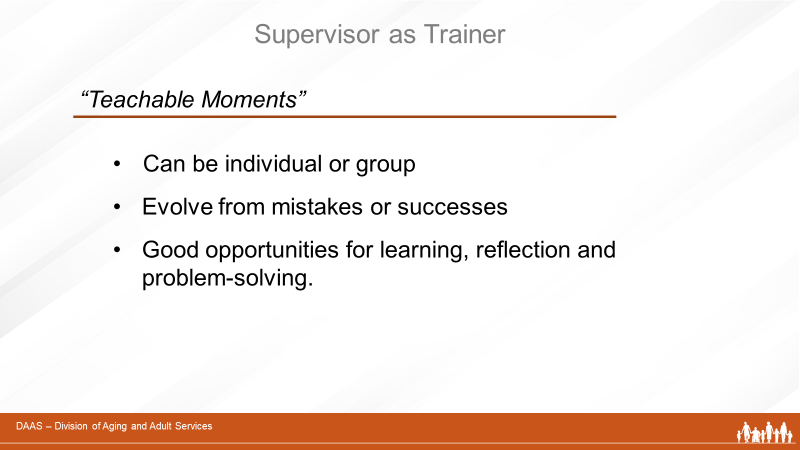 Supervisor as Trainer
“Teachable Moments”
• Can be individual or group
• Evolve from mistakes or successes
• Good opportunities for learning, reflection and
problem-solving.
DAAS – Division of Aging and Adult Services